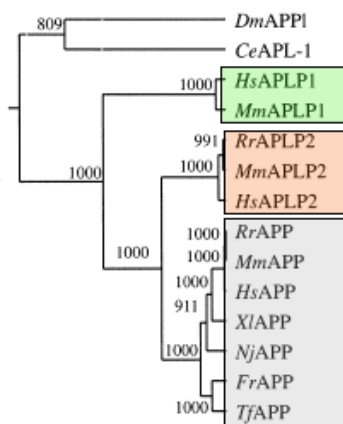 809
DmAPPl
CeAPL-1
1000
HsAPLP1
MmAPLP1
991
RrAPLP2
1000
MmAPLP2
1000
HsAPLP2
1000
RrAPP
1000
1000
MmAPP
1000
HsAPP
911
XlAPP
1000
NjAPP
FrAPP
1000
TfAPP